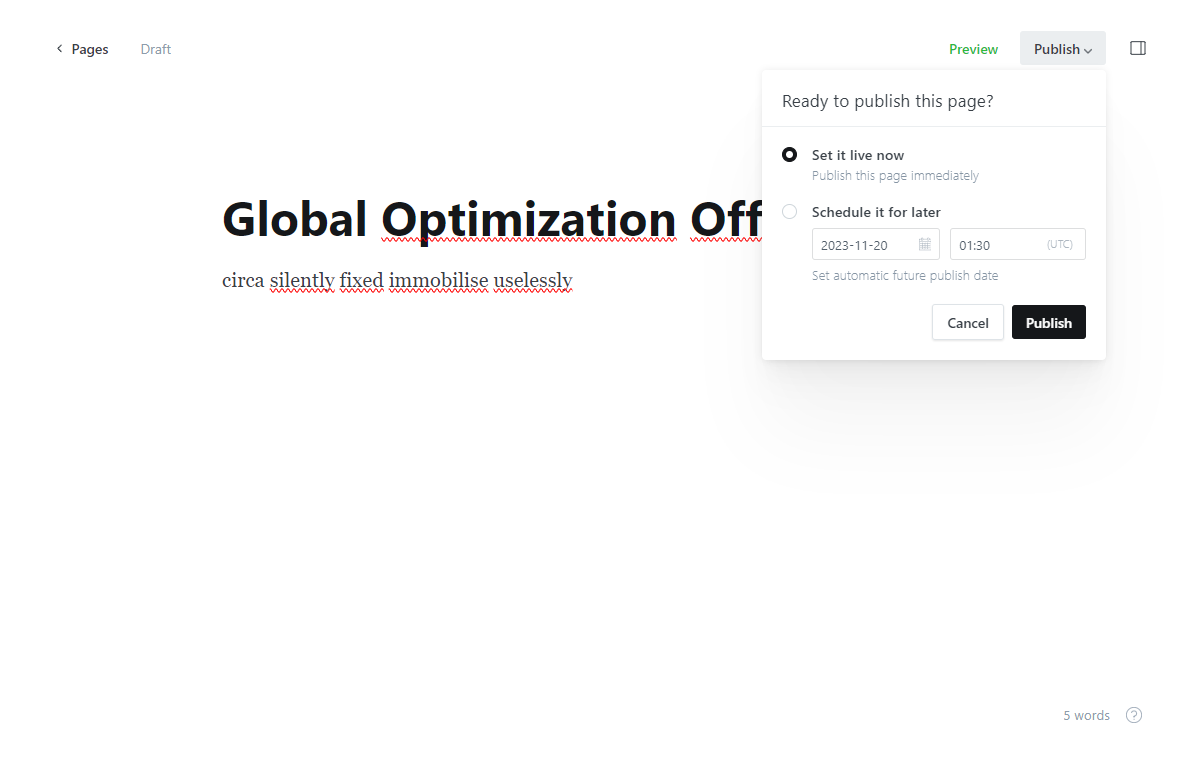 Pages
Draft
Preview
Publish
Ready to publish this page?
Set it live now
Publish this page immediately
Schedule it for later
2023-11-20
01:30
(UTC)
Set automatic future publish date
Cancel
Publish
Global Optimization
circa silently fixed immobilise uselessly
5 words
?